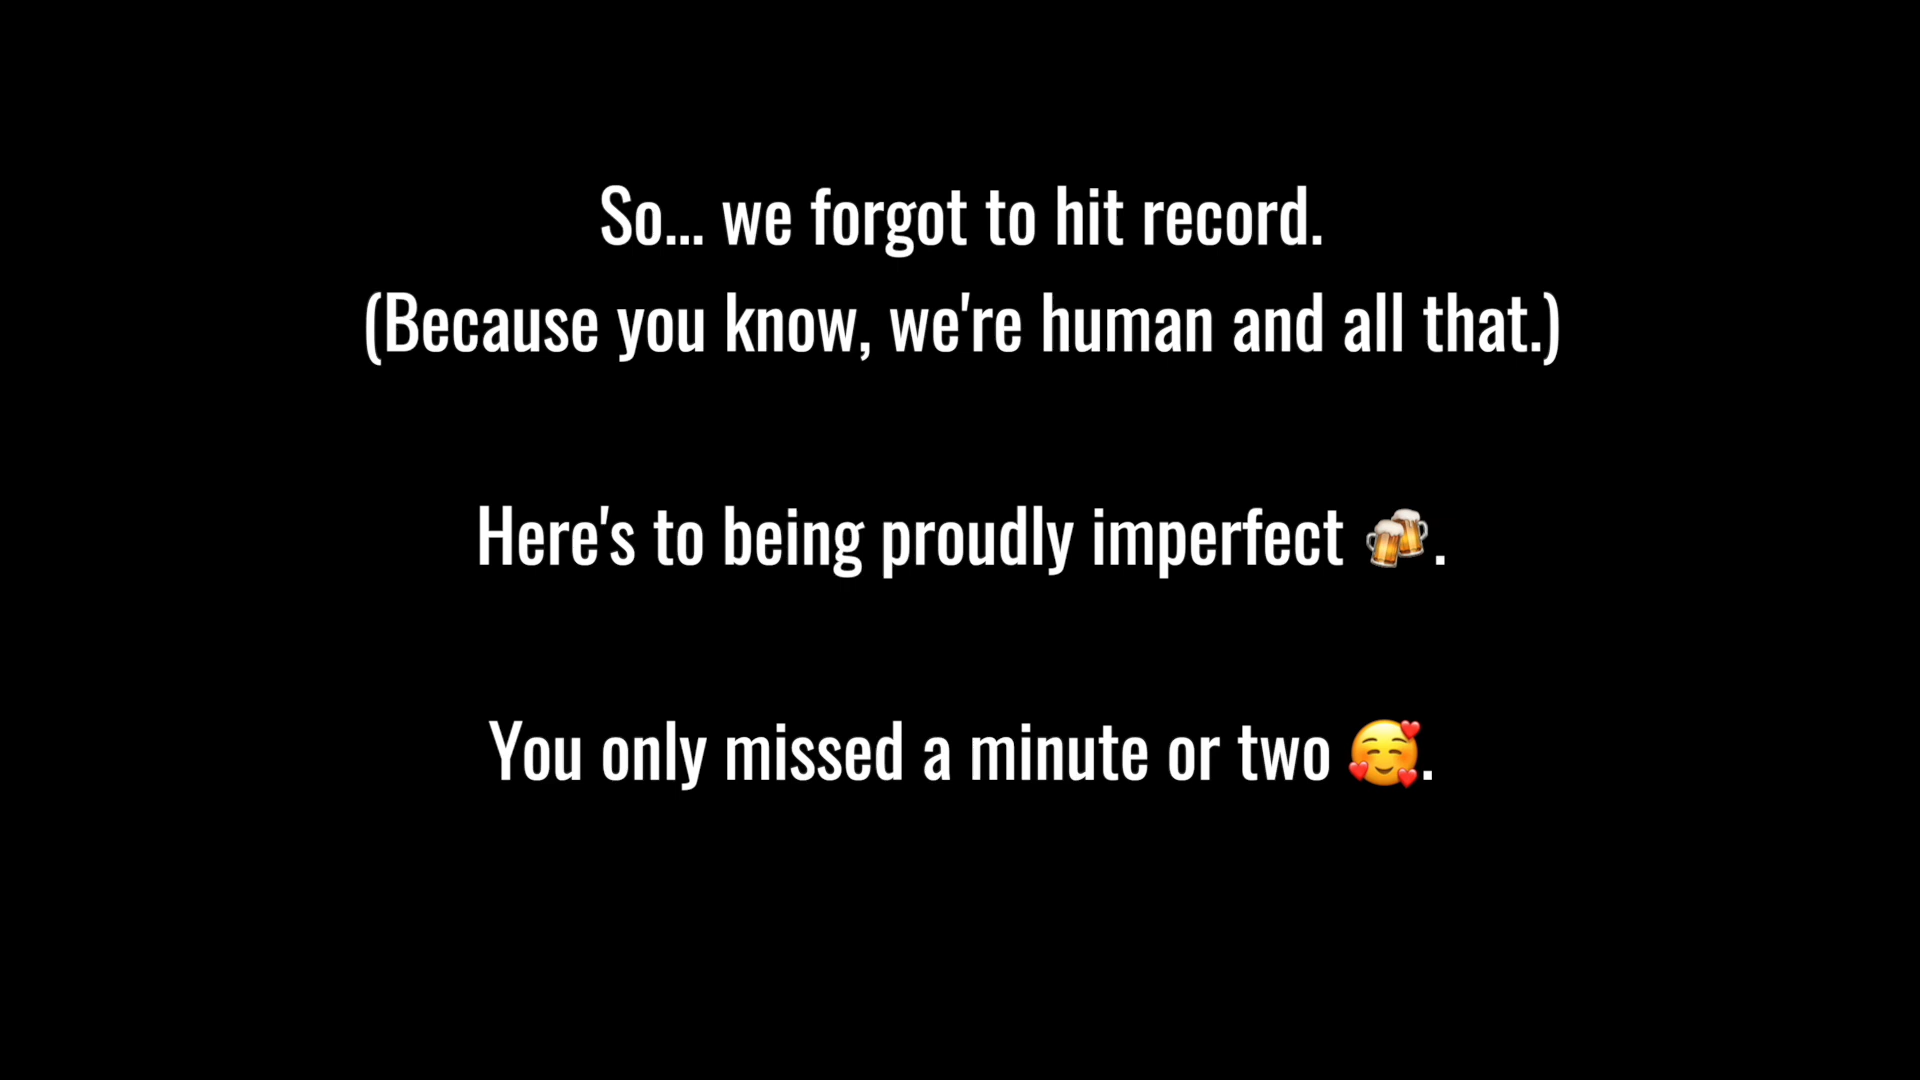 So... we forgot to hit record.
(Because you know, we're human and all that.)
Here's to being proudly imperfect 🍻.
You only missed a minute or two 🥰.